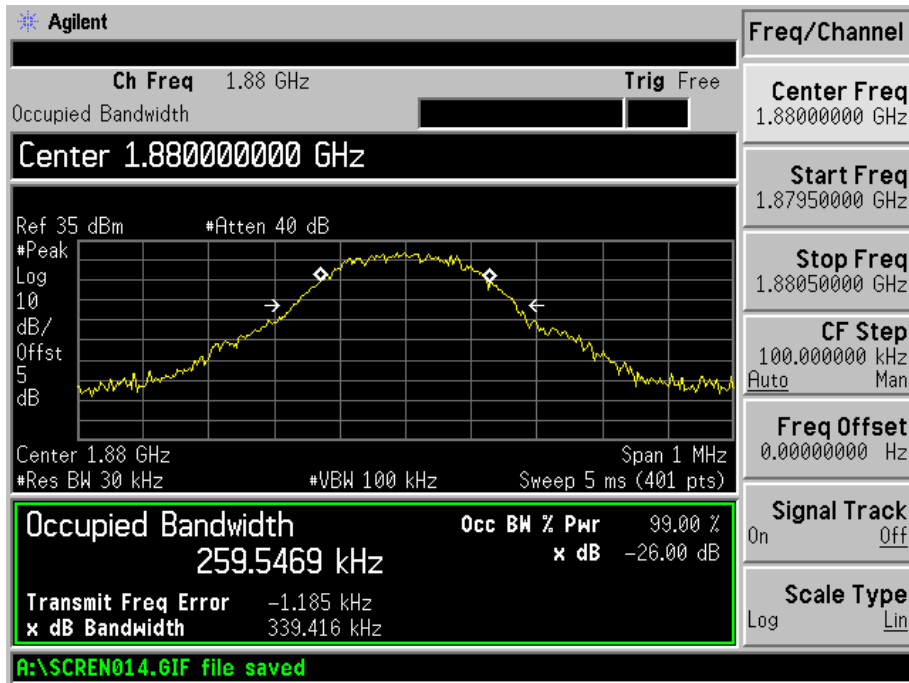 Agilent
Ch Freq 1.88 GHz Trig Free
Occupied Bandwidth
Center 1.880000000 GHz
Ref 35 dBm #Atten 40 dB
#Peak
Log
10
dB/
Offst
5
dB
Center 1.88 GHz Span 1 MHz
#Res BW 30 kHz #VBW 100 kHz Sweep 5 ms (401 pts)
Occupied Bandwidth Occ BW % Pwr 99.00 %
259.5469 kHz x dB -26.00 dB
Transmit Freq Error -1.185 kHz
x dB Bandwidth 339.416 kHz
A:\SCREN014.GIF file saved
Freq/Channel
Center Freq
1.88000000 GHz
Start Freq
1.87950000 GHz
Stop Freq
1.88050000 GHz
CF Step
100.000000 kHz
Auto Man
Freq Offset
0.00000000 Hz
Signal Track
On Off
Scale Type
Log Lin